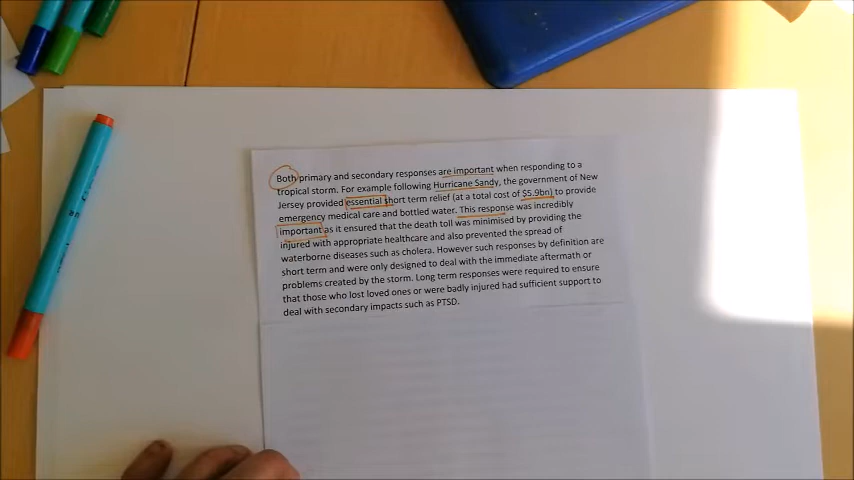 Both primary and secondary responses are important when responding to a
tropical storm. For example following Hurricane Sandy, the government of New
Jersey provided essential short term relief (at a total cost of $5.9bn) to provide
emergency medical care and bottled water. This response was incredibly
important as it ensured that the death toll was minimised by providing the
injured with appropriate healthcare and also prevented the spread of
waterborne diseases such as cholera. However such responses by definition are
short term and were only designed to deal with the immediate aftermath or
problems created by the storm. Long term responses were required to ensure
that those who lost loved ones or were badly injured had sufficient support to
deal with secondary impacts such as PTSD.